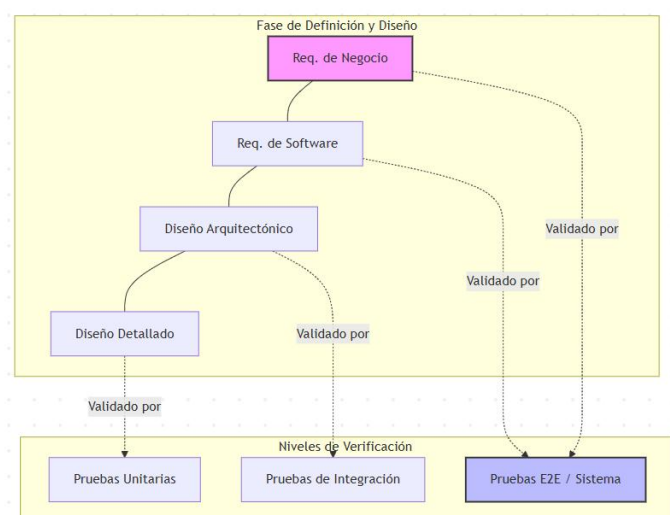 Fase de Definición y Diseño
Req. de Negocio
Req. de Software
Diseño Arquitectónico
Validado por
Validado por
Diseño Detallado
Validado por
Validado por
Niveles de Verificación
Pruebas Unitarias
Pruebas de Integración
Pruebas E2E / Sistema